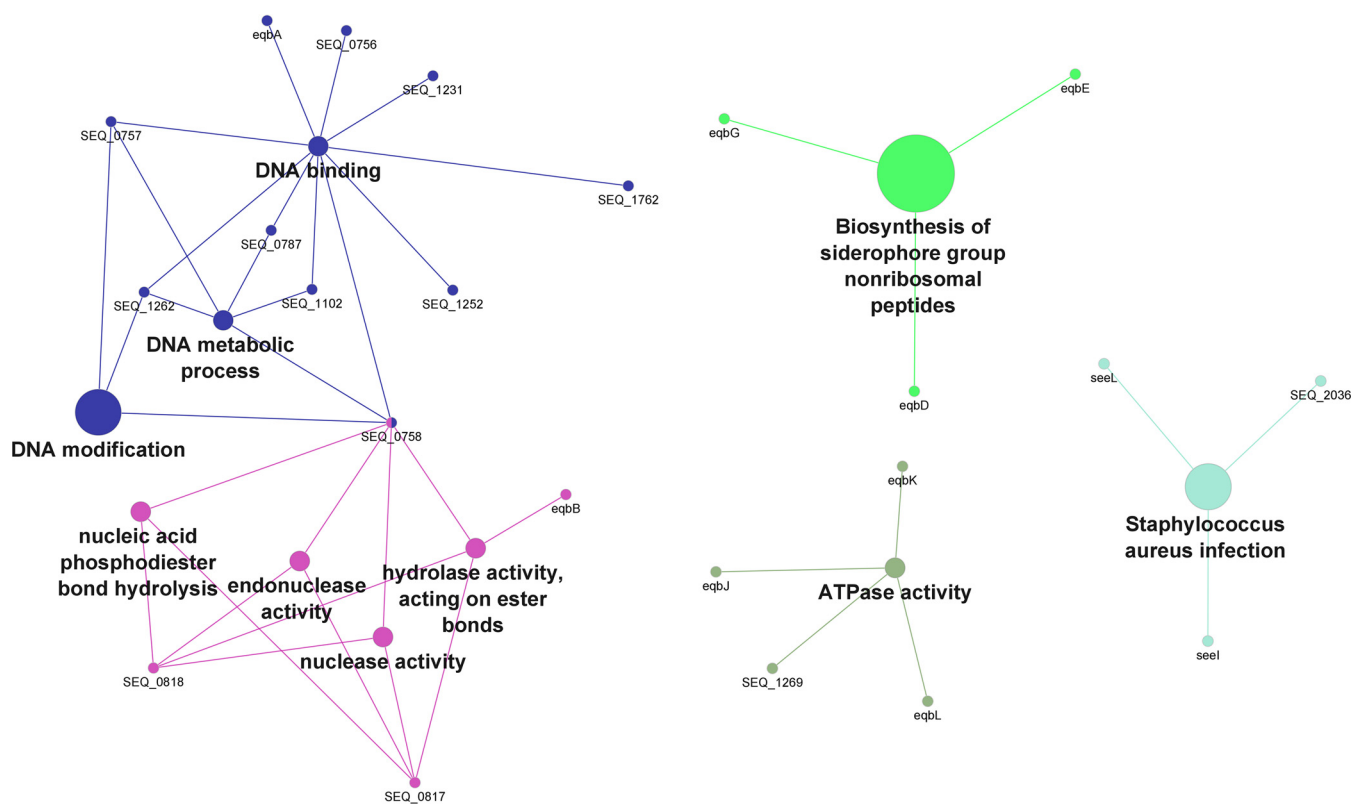 eqbA
SEQ_0756
SEQ_1231
SEQ_0757
DNA binding
SEQ_1762
SEQ_0787
SEQ_1262
SEQ_1102
SEQ_1252
DNA metabolic
process
DNA modification
SEQ_0758
eqbB
nucleic acid
phosphodiester
bond hydrolysis
endonuclease
activity
hydrolase activity,
acting on ester
bonds
nuclease activity
SEQ_0818
SEQ_0817
eqbE
eqbG
Biosynthesis of
siderophore group
nonribosomal
peptides
eqbD
eqbK
eqbJ
ATPase activity
SEQ_1269
eqbL
seeL
SEQ_2036
Staphylococcus
aureus infection
seeI